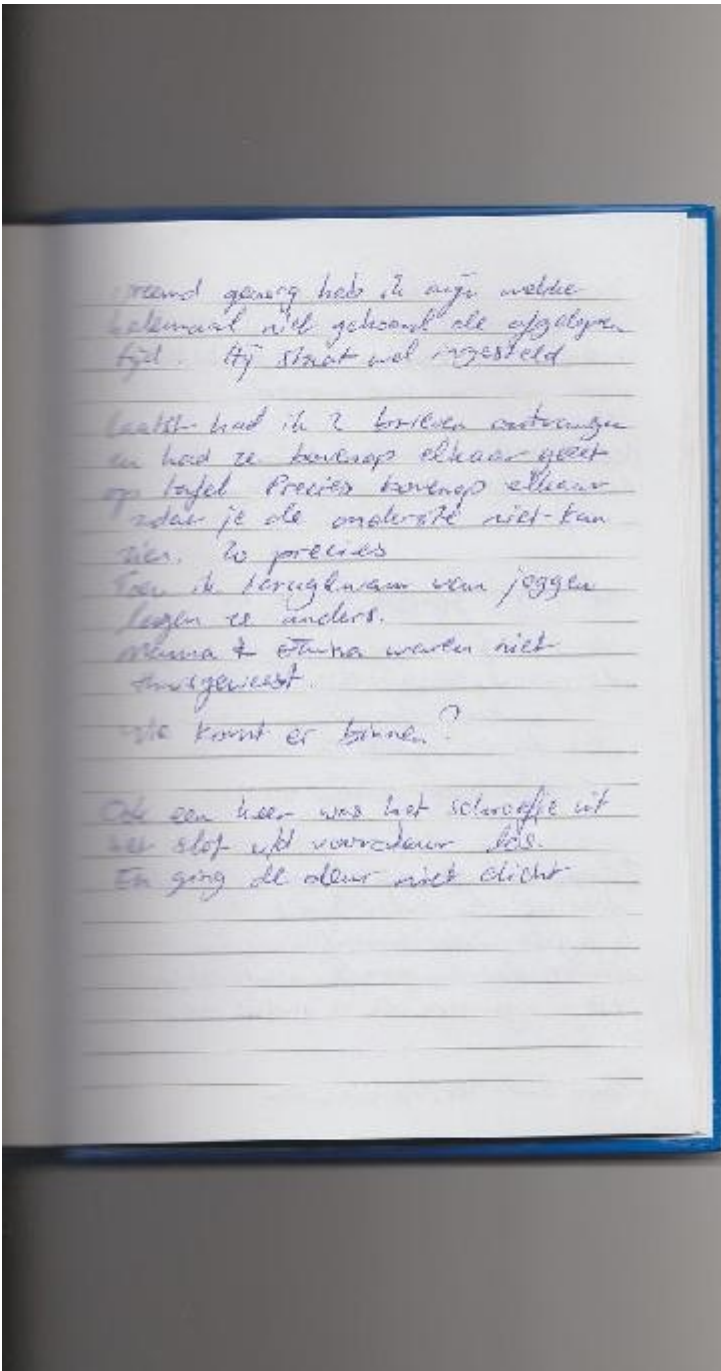 vreemd genoeg heb ik mijn wekker
helemaal niet gehoord de afgelopen
tijd. Hij staat wel ingesteld
Laatst had ik 2 brieven ontvangen
en had ze bovenop elkaar gezet
op tafel Precies bovenop elkaar
zodat je de onderste niet kan
zien. Zo precies
Toen ik terugkwam van joggen
lagen ze anders.
Mama & waren niet
thuisgeweest.
Wie komt er binnen?
Ook een keer was het schroefje uit
het slot v/d voordeur los.
En ging de deur niet dicht